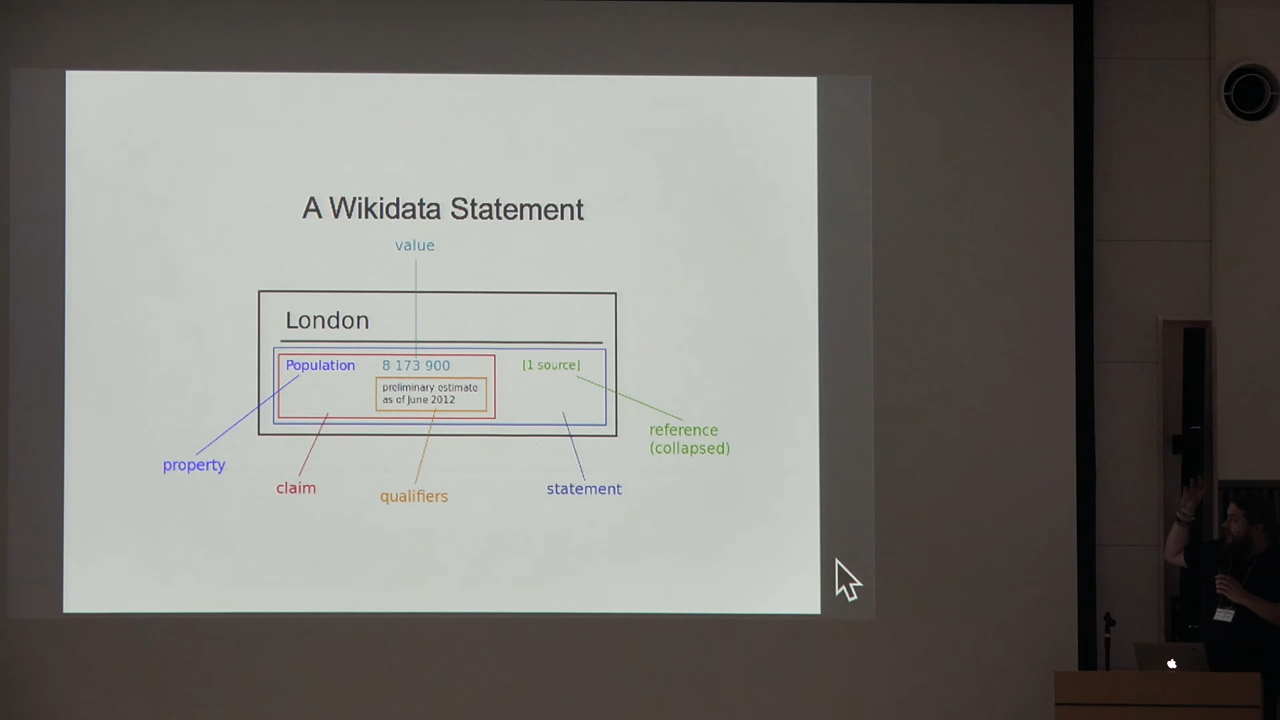 A Wikidata Statement
value
London
Population 8 173 900 [1 source]
preliminary estimate
as of June 2012
reference
(collapsed)
property
claim
qualifiers
statement